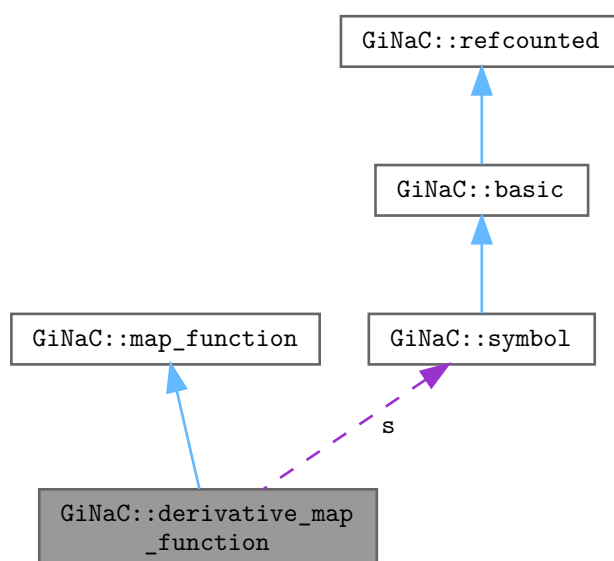 GiNaC::refcounted
GiNaC::basic
GiNaC::map_function
GiNaC::symbol
s
GiNaC::derivative_map
_function